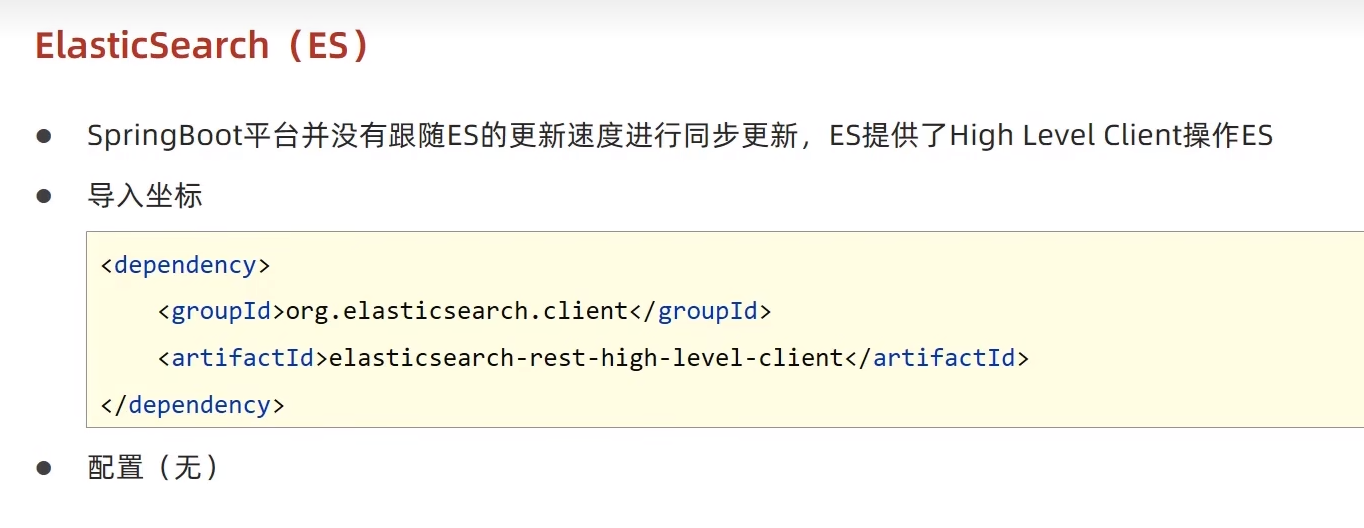 ElasticSearch（ES）
● SpringBoot平台并没有跟随ES的更新速度进行同步更新，ES提供了High Level Client操作ES
● 导入坐标
<dependency>
    <groupId>org.elasticsearch.client</groupId>
    <artifactId>elasticsearch-rest-high-level-client</artifactId>
</dependency>
● 配置（无）